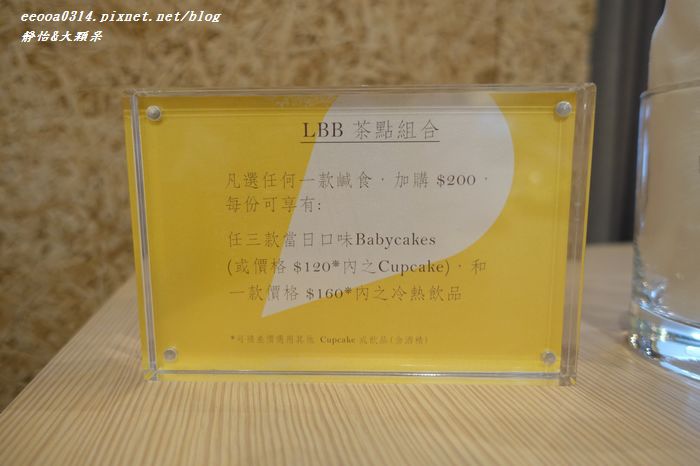 eeooa0314.pixnet.net/blog
靜怡&大顆呆
LBB 茶點組合
凡選任何一款鹹食，加購 $200，
每份可享有:
任三款當日口味Babycakes
(或價格 $120*內之Cupcake)，和
一款價格 $160*內之冷熱飲品
*可補差價適用其他 Cupcake 或飲品(含酒精)